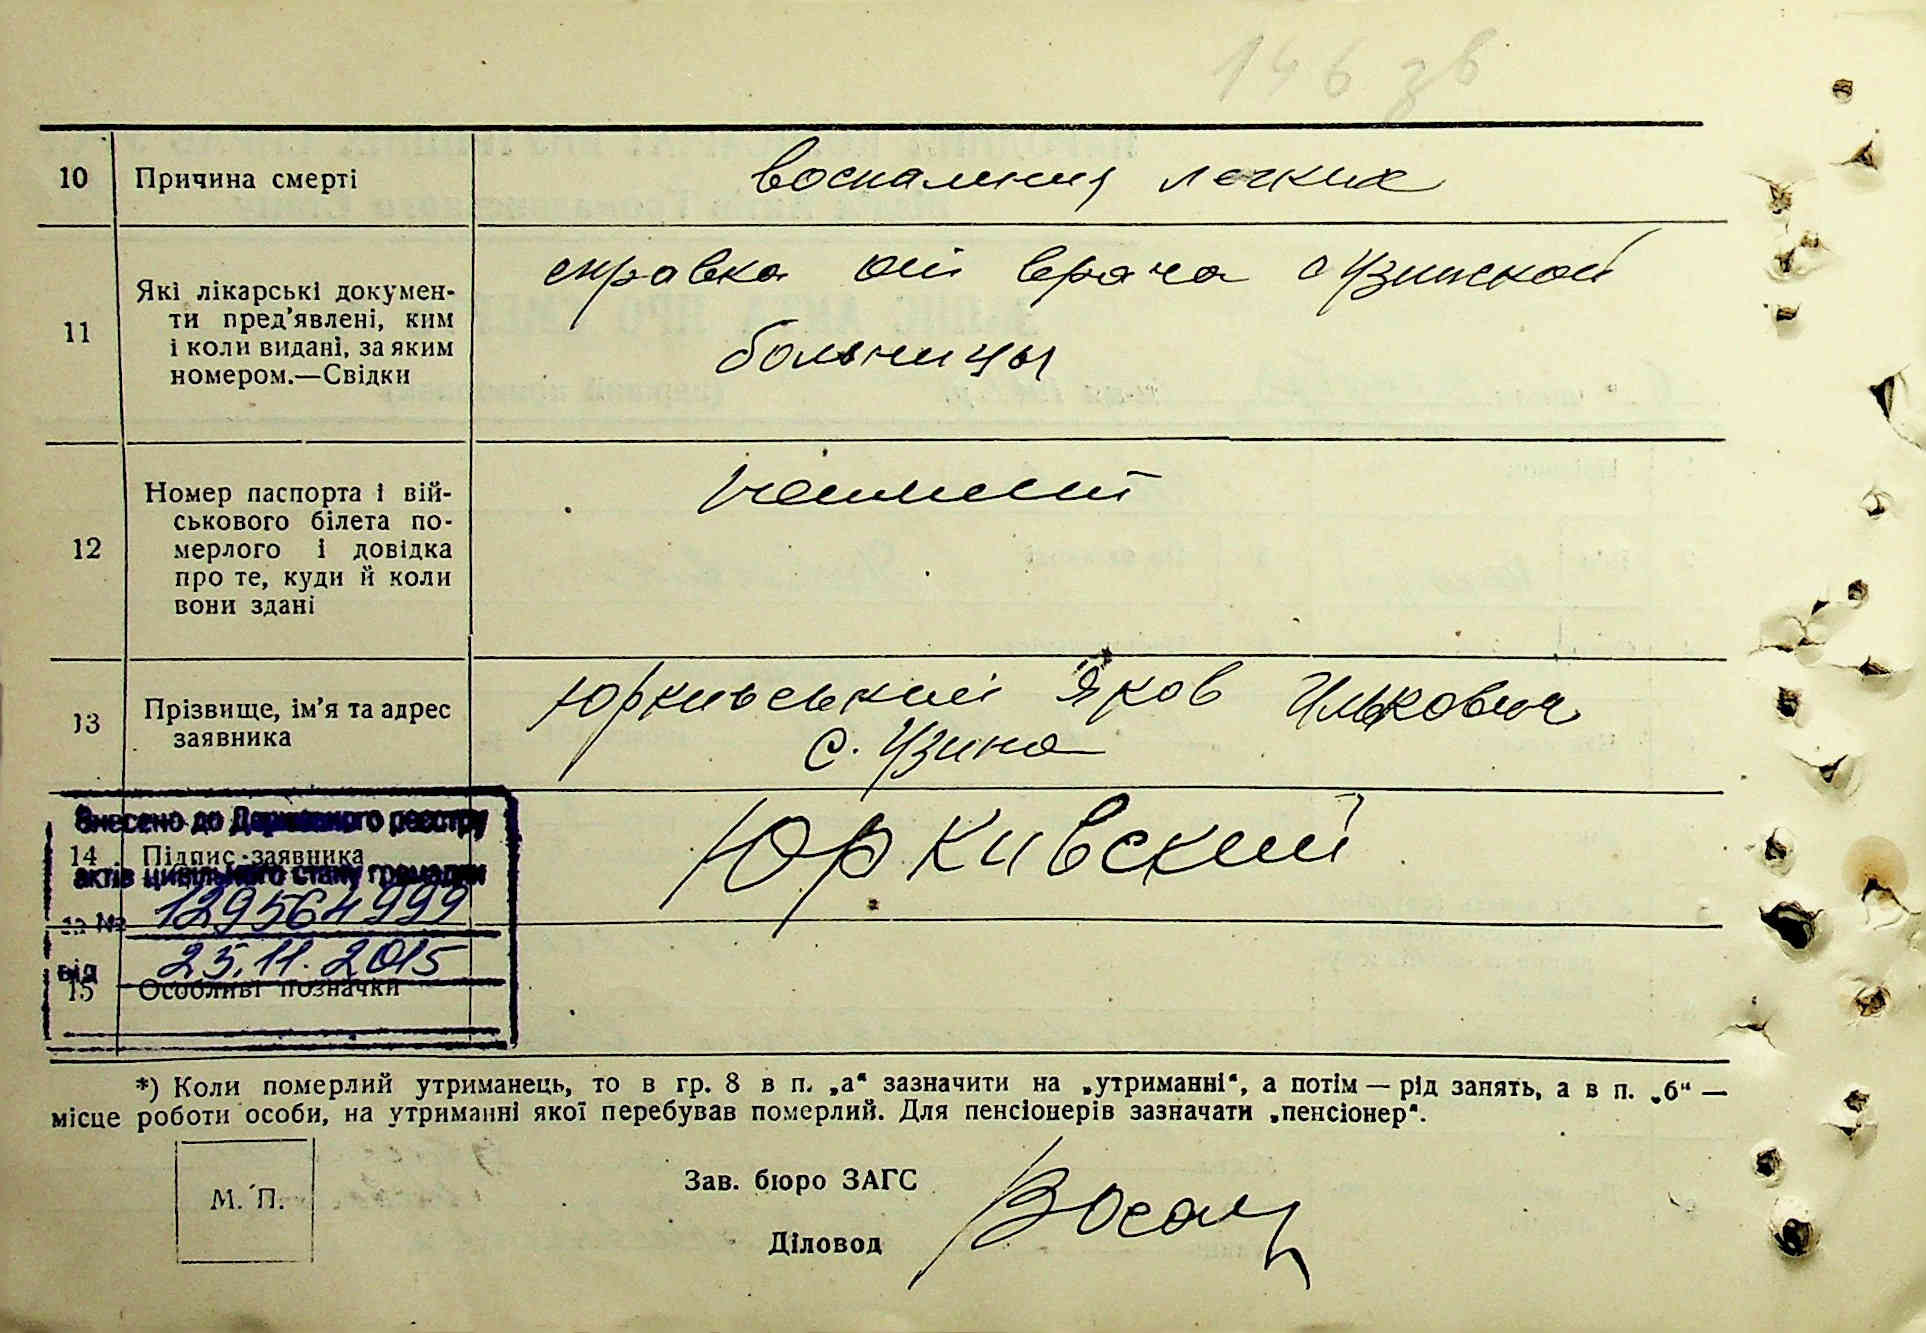 146 зв
10 Причина смерті воспаления легких
11 Які лікарські докумен-
ти пред'явлені, ким
і коли видані, за яким
номером.—Свідки
справка от врача с Узинской
больницы
12 Номер паспорта і вій-
ськового білета по-
мерлого і довідка
про те, куди й коли
вони здані
13 Прізвище, ім'я та адрес
заявника
Юркивський Яков Илькович
с. Узина
Внесено до Державного реєстру
14 Підпис заявника Юркивский
актів цивільного стану громадян
за № 129564999
від 25.11.2015
15 Особливі позначки
*) Коли померлий утриманець, то в гр. 8 в п. „а“ зазначити на „утриманні“, а потім — рід занять, а в п. „б“ —
місце роботи особи, на утриманні якої перебував померлий. Для пенсіонерів зазначати „пенсіонер“.
М. П.
Зав. бюро ЗАГС
Діловод